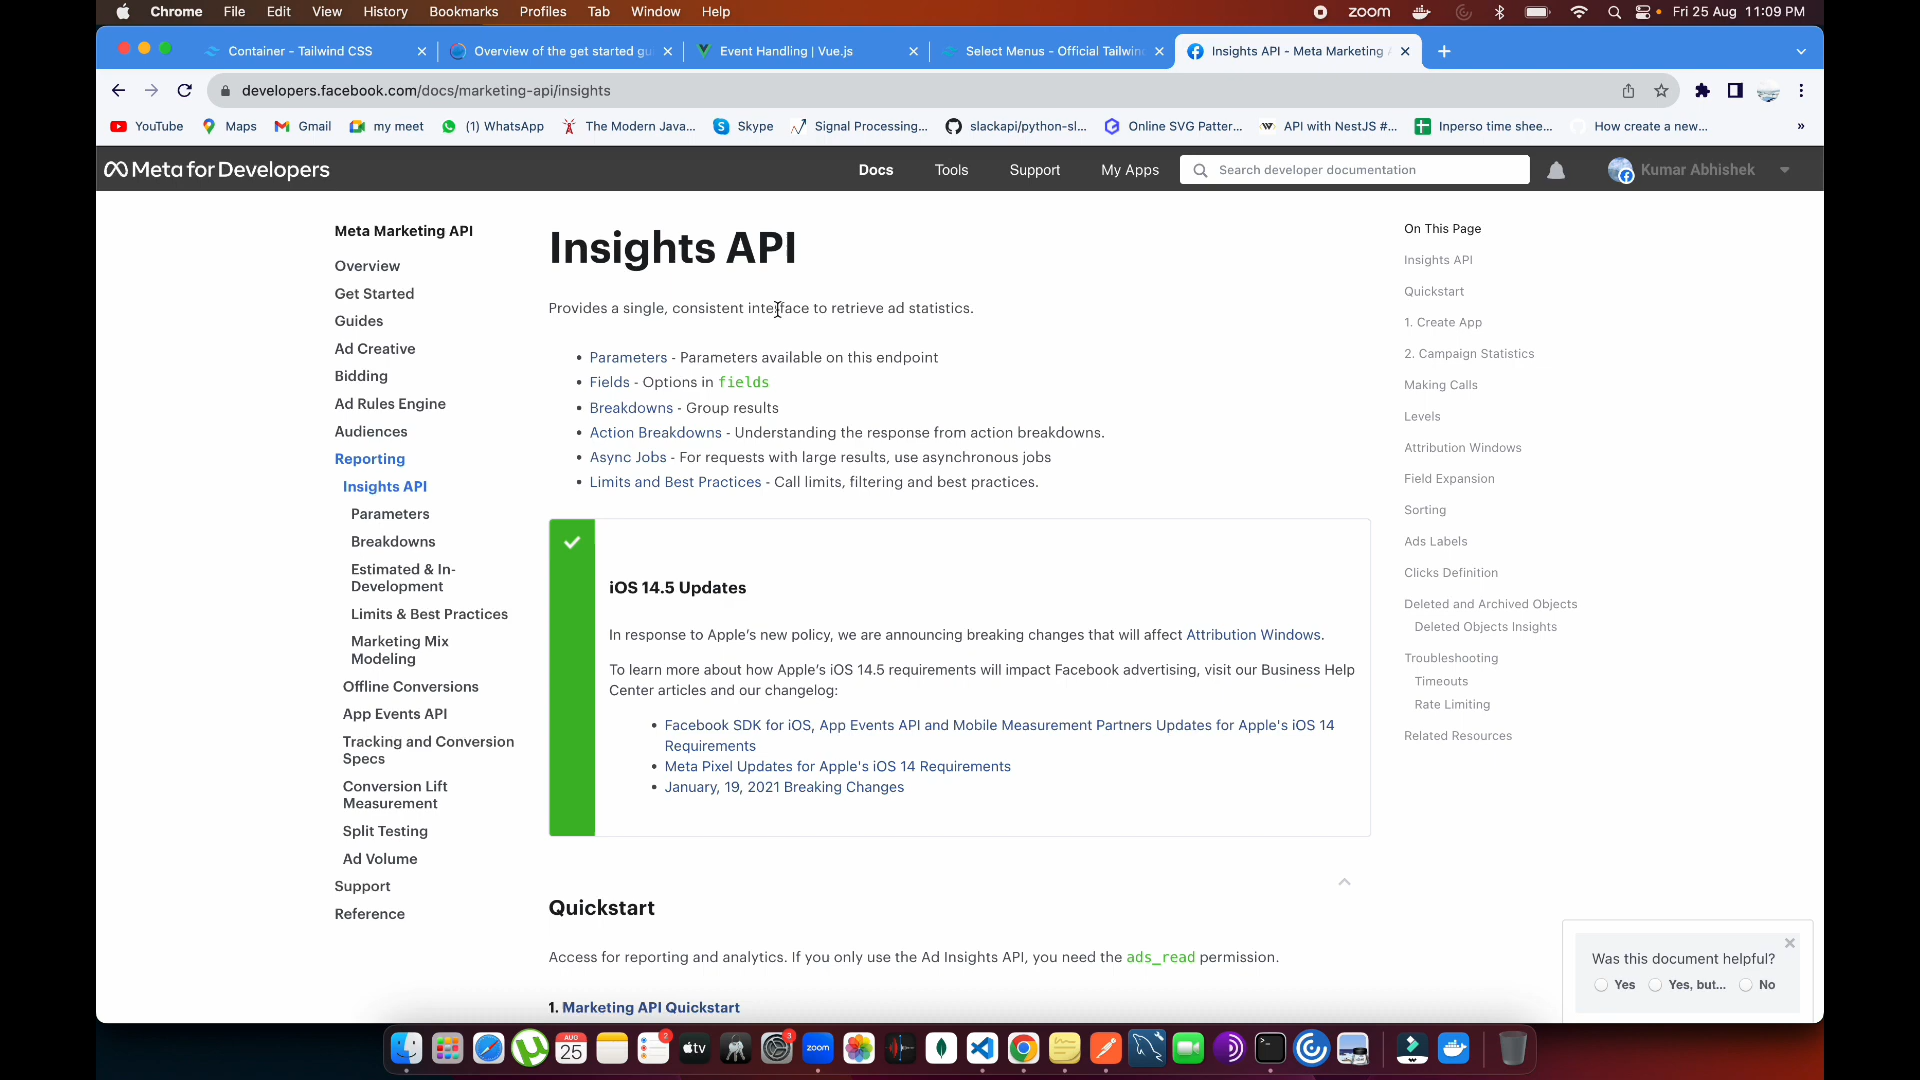 Chrome File Edit View History Bookmarks Profiles Tab Window Help zoom Fri 25 Aug 11:09 PM
Container - Tailwind CSS Overview of the get started gu Event Handling | Vue.js Select Menus - Official Tailwin Insights API - Meta Marketing
developers.facebook.com/docs/marketing-api/insights
YouTube Maps Gmail my meet (1) WhatsApp The Modern Java... Skype Signal Processing... slackapi/python-sl... Online SVG Patter... API with NestJS #... Inperso time shee... How create a new... »
Meta for Developers Docs Tools Support My Apps Search developer documentation Kumar Abhishek
Meta Marketing API
Overview
Get Started
Guides
Ad Creative
Bidding
Ad Rules Engine
Audiences
Reporting
Insights API
Parameters
Breakdowns
Estimated & In-
Development
Limits & Best Practices
Marketing Mix
Modeling
Offline Conversions
App Events API
Tracking and Conversion
Specs
Conversion Lift
Measurement
Split Testing
Ad Volume
Support
Reference
Insights API
Provides a single, consistent interface to retrieve ad statistics.
• Parameters - Parameters available on this endpoint
• Fields - Options in fields
• Breakdowns - Group results
• Action Breakdowns - Understanding the response from action breakdowns.
• Async Jobs - For requests with large results, use asynchronous jobs
• Limits and Best Practices - Call limits, filtering and best practices.
iOS 14.5 Updates
In response to Apple's new policy, we are announcing breaking changes that will affect Attribution Windows.
To learn more about how Apple's iOS 14.5 requirements will impact Facebook advertising, visit our Business Help
Center articles and our changelog:
• Facebook SDK for iOS, App Events API and Mobile Measurement Partners Updates for Apple's iOS 14
Requirements
• Meta Pixel Updates for Apple's iOS 14 Requirements
• January, 19, 2021 Breaking Changes
Quickstart
Access for reporting and analytics. If you only use the Ad Insights API, you need the ads_read permission.
1. Marketing API Quickstart
On This Page
Insights API
Quickstart
1. Create App
2. Campaign Statistics
Making Calls
Levels
Attribution Windows
Field Expansion
Sorting
Ads Labels
Clicks Definition
Deleted and Archived Objects
Deleted Objects Insights
Troubleshooting
Timeouts
Rate Limiting
Related Resources
Was this document helpful?
Yes Yes, but... No
AUG 25 2 tv 3 zoom